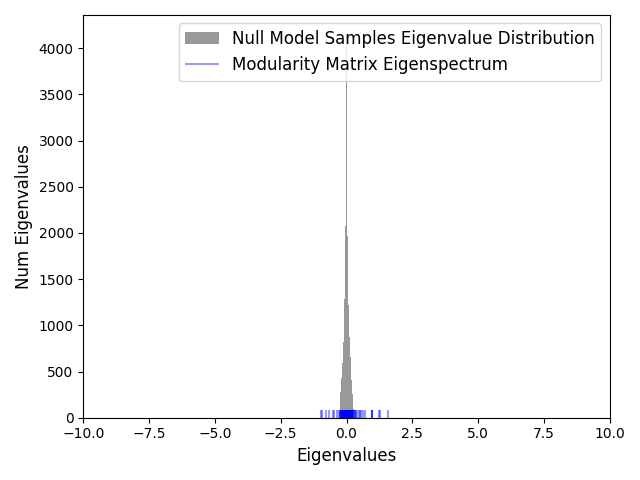 Null Model Samples Eigenvalue Distribution
Modularity Matrix Eigenspectrum
4000
3500
3000
2500
2000
1500
1000
500
0
Num Eigenvalues
−10.0 −7.5 −5.0 −2.5 0.0 2.5 5.0 7.5 10.0
Eigenvalues